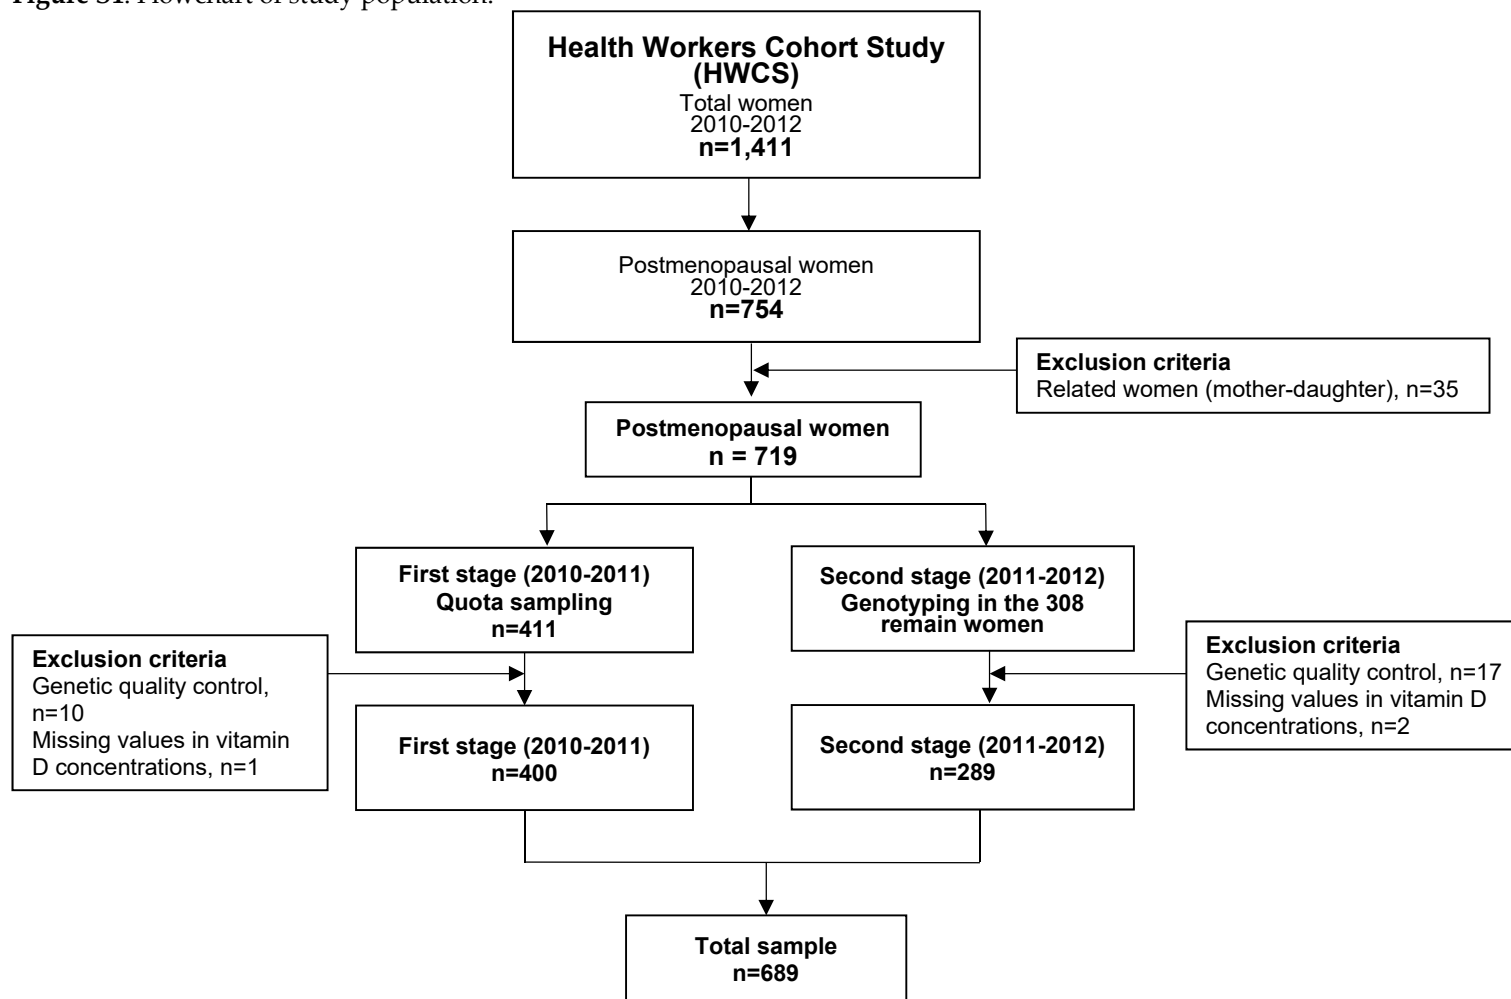 Figure S1. Flowchart of study population.
Health Workers Cohort Study
(HWCS)
Total women
2010-2012
n=1,411
Postmenopausal women
2010-2012
n=754
Exclusion criteria
Related women (mother-daughter), n=35
Postmenopausal women
n = 719
First stage (2010-2011)
Quota sampling
n=411
Second stage (2011-2012)
Genotyping in the 308
remain women
Exclusion criteria
Genetic quality control,
n=10
Missing values in vitamin
D concentrations, n=1
Exclusion criteria
Genetic quality control, n=17
Missing values in vitamin D
concentrations, n=2
First stage (2010-2011)
n=400
Second stage (2011-2012)
n=289
Total sample
n=689